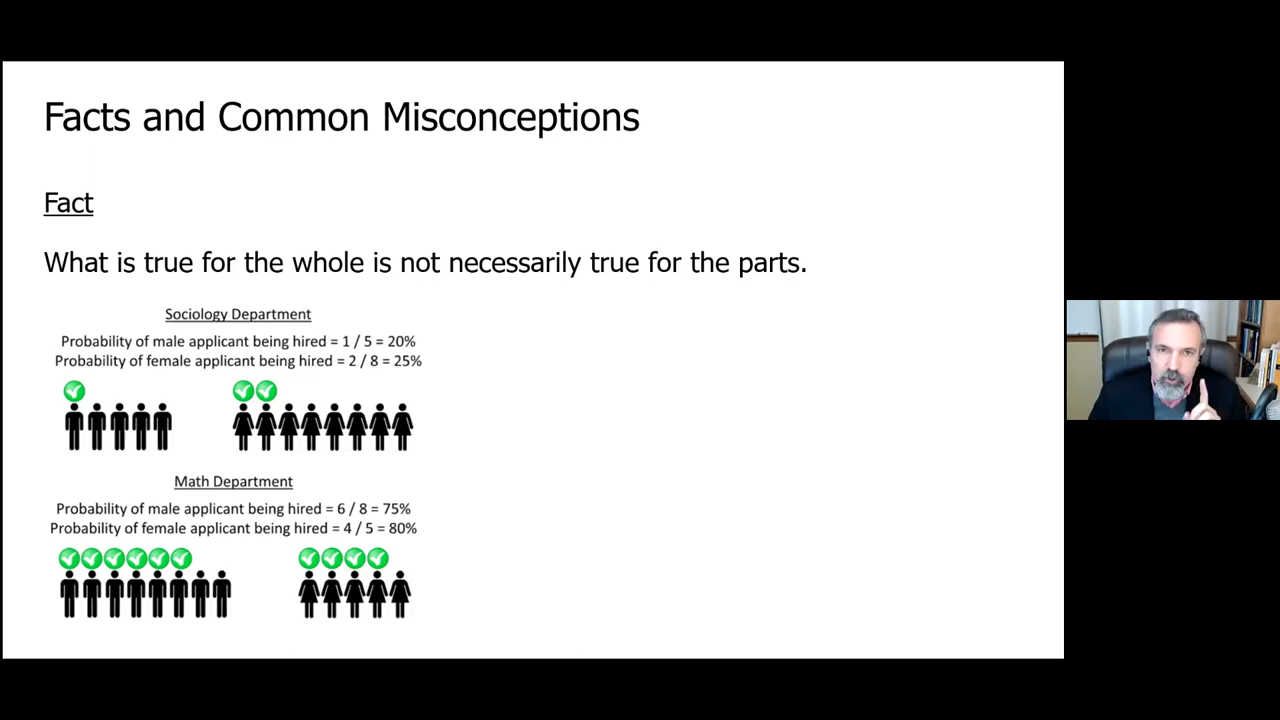 Facts and Common Misconceptions
Fact
What is true for the whole is not necessarily true for the parts.
Sociology Department
Probability of male applicant being hired = 1 / 5 = 20%
Probability of female applicant being hired = 2 / 8 = 25%
Math Department
Probability of male applicant being hired = 6 / 8 = 75%
Probability of female applicant being hired = 4 / 5 = 80%